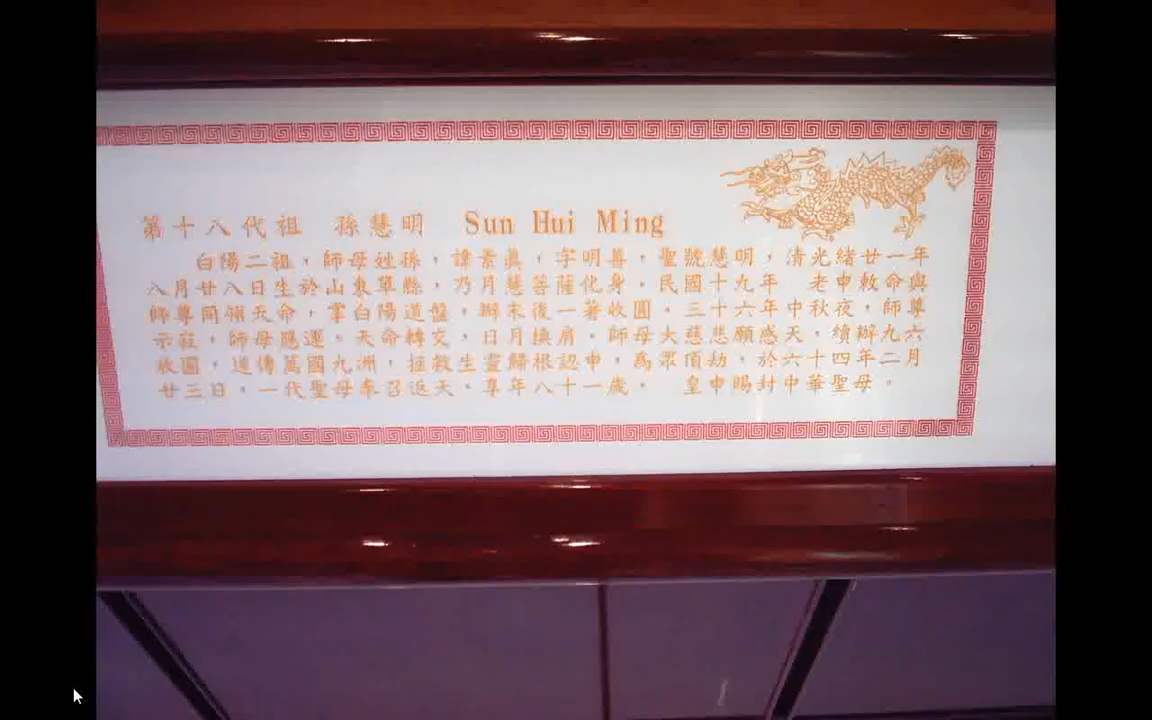 第十八代祖 孫慧明 Sun Hui Ming
白陽二祖，師母姓孫，諱素真，字明善，聖號慧明，清光緒廿一年
八月廿八日生於山東單縣，乃月慧菩薩化身。民國十九年 老申敕命與
師尊同領天命，掌白陽道盤，辦末後一著收圓。三十六年中秋夜，師尊
示寂，師母應運。天命轉交，日月換肩。師母大慈悲願感天，續辦九六
收圓，道傳萬國九洲，拯救生靈歸根認申，為眾頂劫，於六十四年二月
廿三日，一代聖母奉召返天。享年八十一歲。 皇申賜封中華聖母。